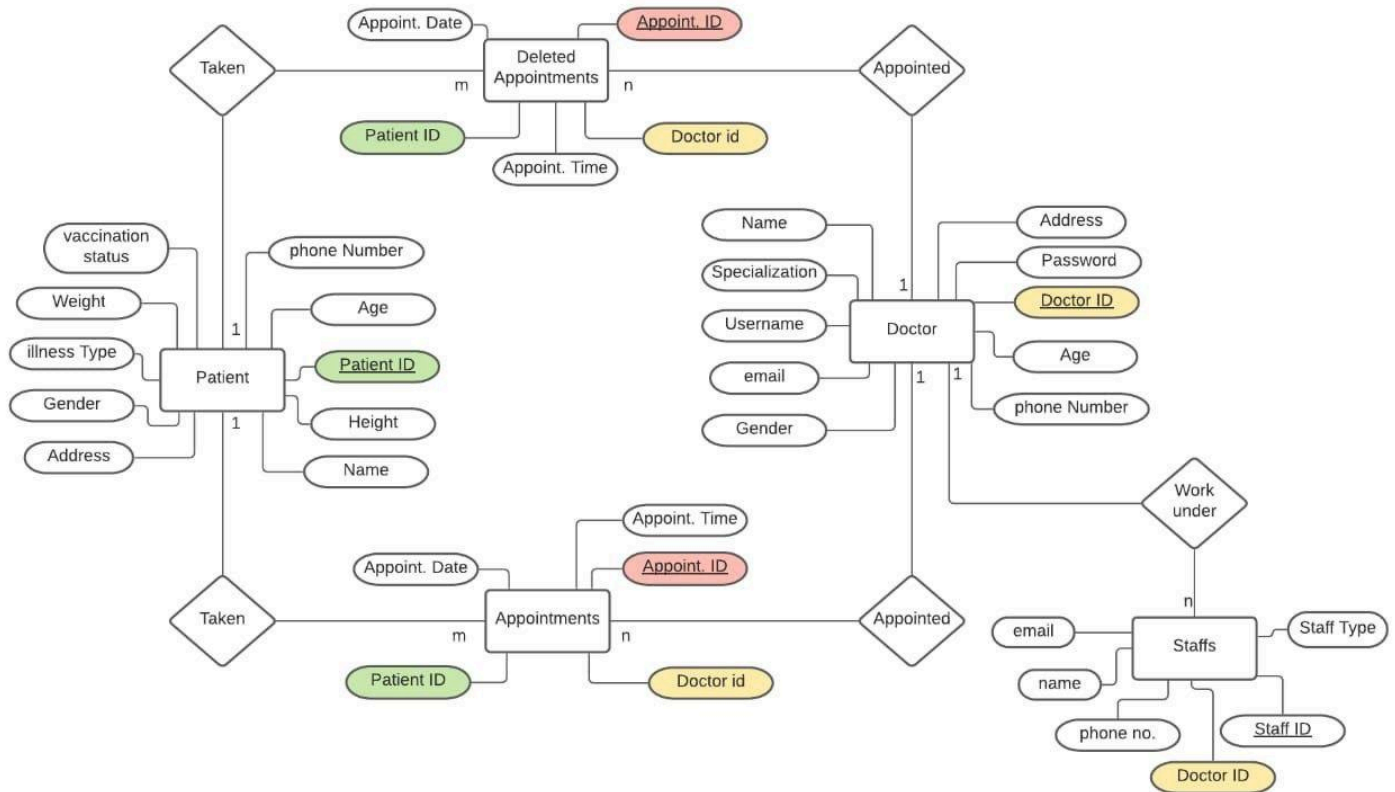 Appoint. Date
Appoint. ID
Taken
Deleted
Appointments
Appointed
m
n
Patient ID
Doctor id
Appoint. Time
vaccination
status
phone Number
Weight
Age
illness Type
Patient ID
Patient
Gender
Height
Address
Name
1
1
Name
Address
Specialization
Password
1
Doctor ID
Username
Doctor
Age
email
1
1
phone Number
Gender
Work
under
n
Appoint. Time
Appoint. Date
Appoint. ID
Taken
Appointments
Appointed
m
n
Patient ID
Doctor id
email
Staffs
Staff Type
name
phone no.
Staff ID
Doctor ID